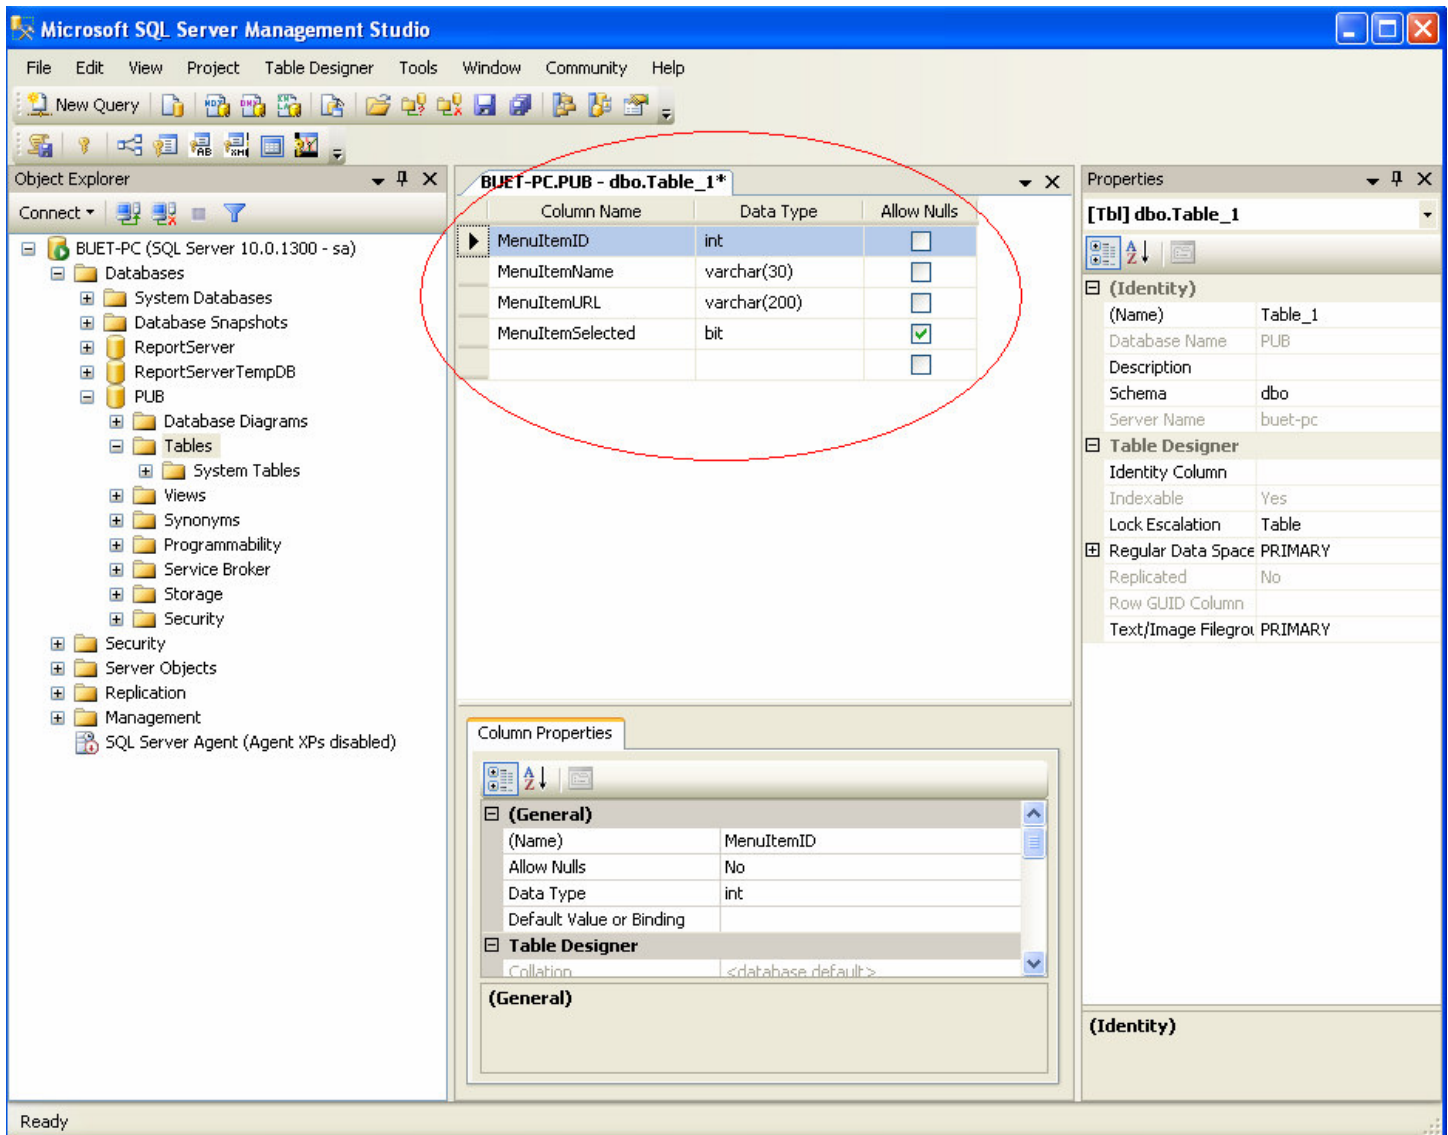 Microsoft SQL Server Management Studio
File Edit View Project Table Designer Tools Window Community Help
New Query
Object Explorer
Connect
BUET-PC (SQL Server 10.0.1300 - sa)
Databases
System Databases
Database Snapshots
ReportServer
ReportServerTempDB
PUB
Database Diagrams
Tables
System Tables
Views
Synonyms
Programmability
Service Broker
Storage
Security
Security
Server Objects
Replication
Management
SQL Server Agent (Agent XPs disabled)
BUET-PC.PUB - dbo.Table_1*
Column Name Data Type Allow Nulls
MenuItemID int
MenuItemName varchar(30)
MenuItemURL varchar(200)
MenuItemSelected bit
Column Properties
(General)
(Name) MenuItemID
Allow Nulls No
Data Type int
Default Value or Binding
Table Designer
Collation <database default>
(General)
Properties
[Tbl] dbo.Table_1
(Identity)
(Name) Table_1
Database Name PUB
Description
Schema dbo
Server Name buet-pc
Table Designer
Identity Column
Indexable Yes
Lock Escalation Table
Regular Data Space PRIMARY
Replicated No
Row GUID Column
Text/Image Filegrou PRIMARY
(Identity)
Ready